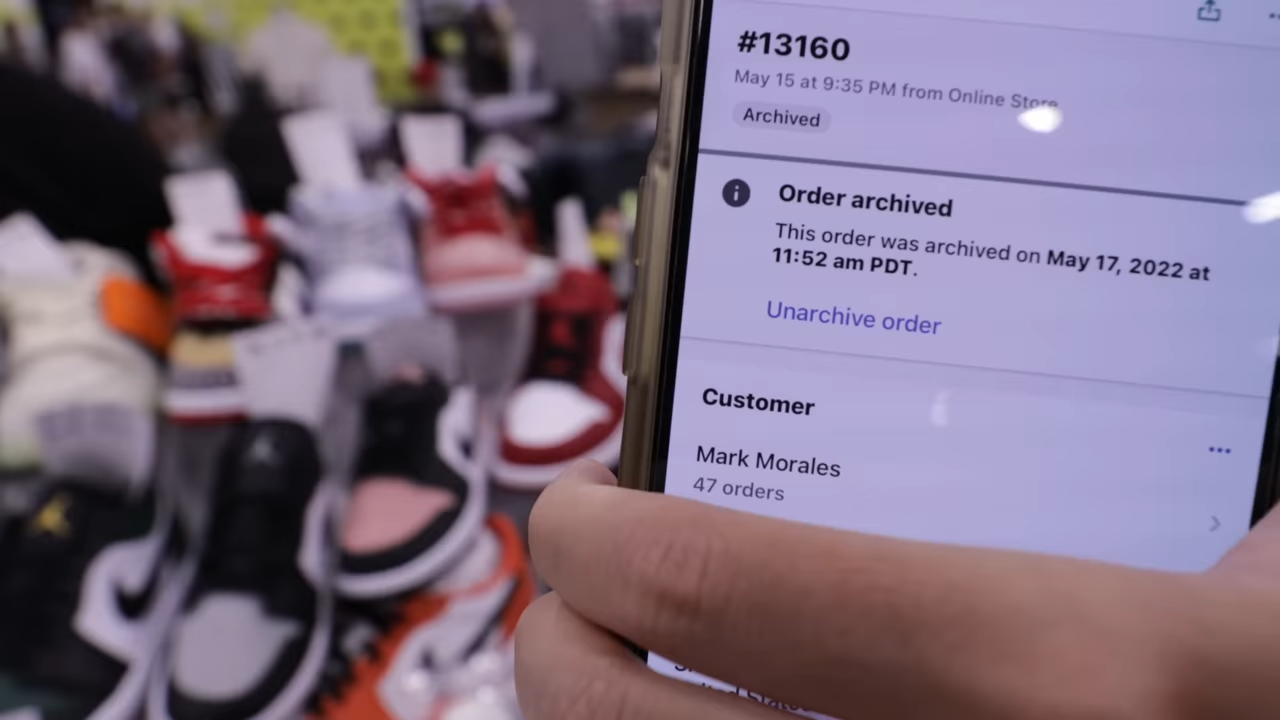 #13160
May 15 at 9:35 PM from Online Store
Archived
Order archived
This order was archived on May 17, 2022 at
11:52 am PDT.
Unarchive order
Customer
Mark Morales
47 orders